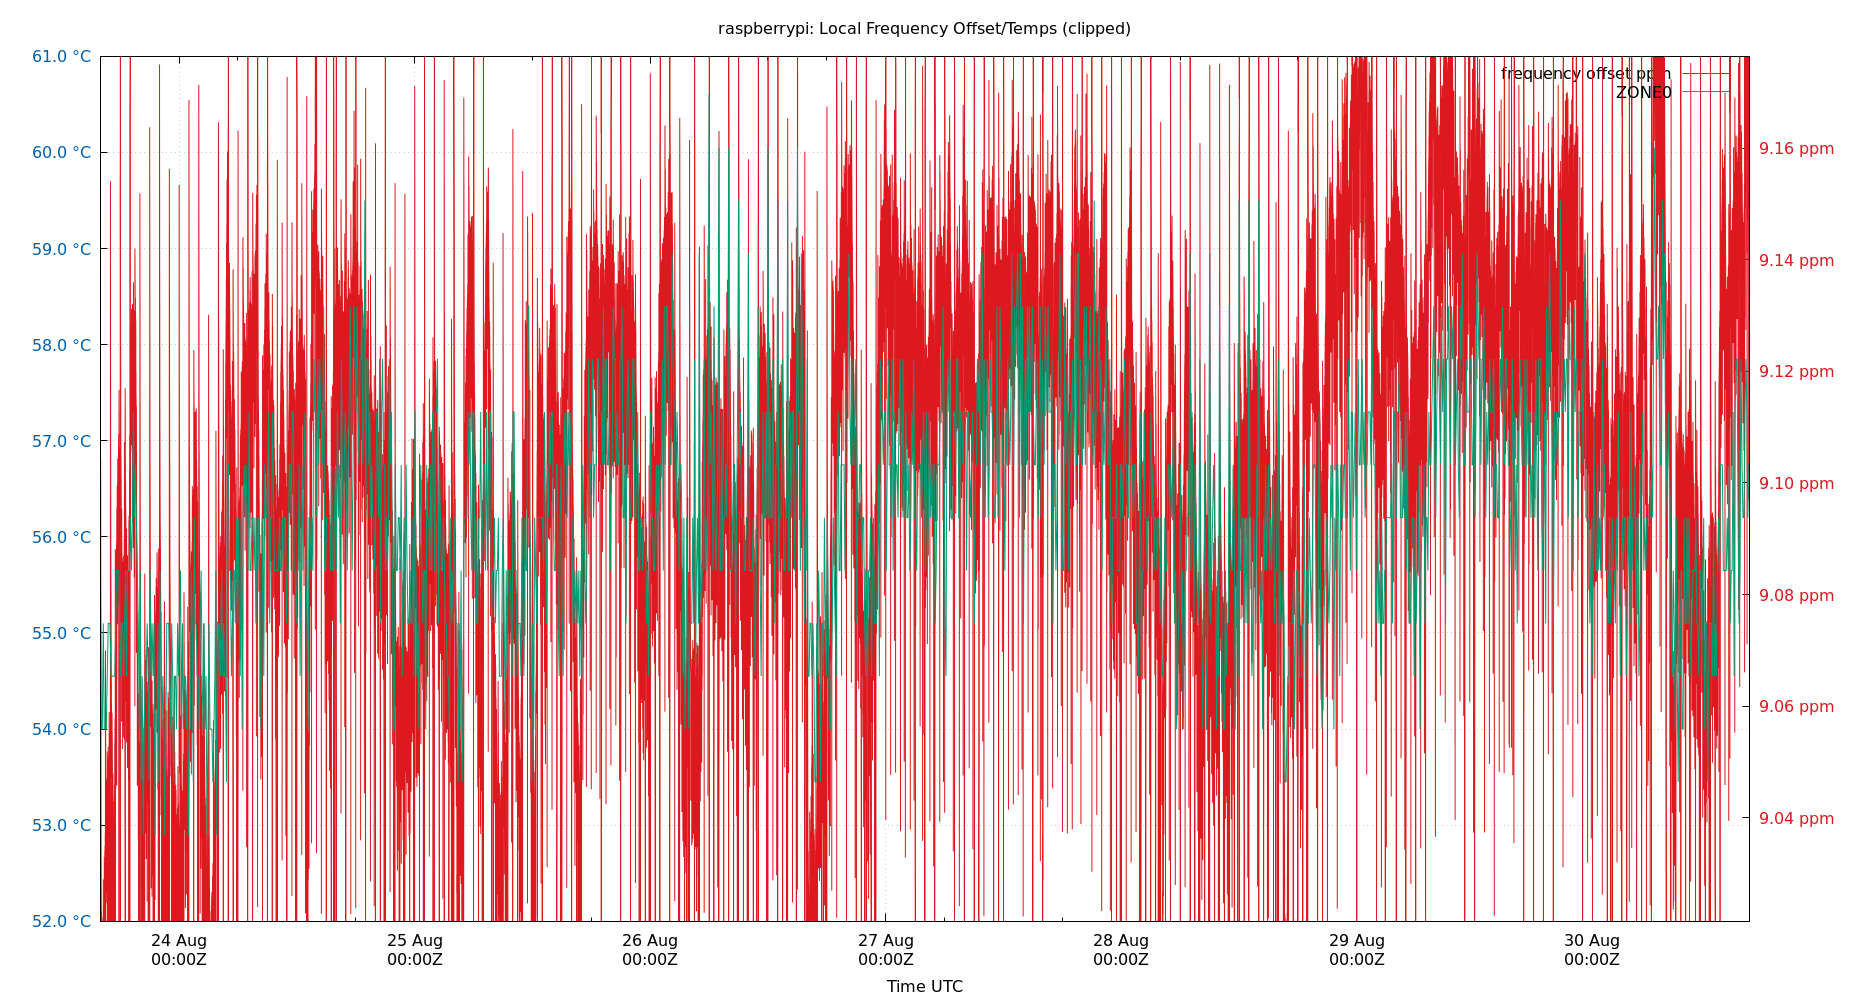 raspberrypi: Local Frequency Offset/Temps (clipped)
61.0 °C
60.0 °C
59.0 °C
58.0 °C
57.0 °C
56.0 °C
55.0 °C
54.0 °C
53.0 °C
52.0 °C
frequency offset ppm
ZONE0
9.16 ppm
9.14 ppm
9.12 ppm
9.10 ppm
9.08 ppm
9.06 ppm
9.04 ppm
24 Aug
00:00Z
25 Aug
00:00Z
26 Aug
00:00Z
27 Aug
00:00Z
28 Aug
00:00Z
29 Aug
00:00Z
30 Aug
00:00Z
Time UTC